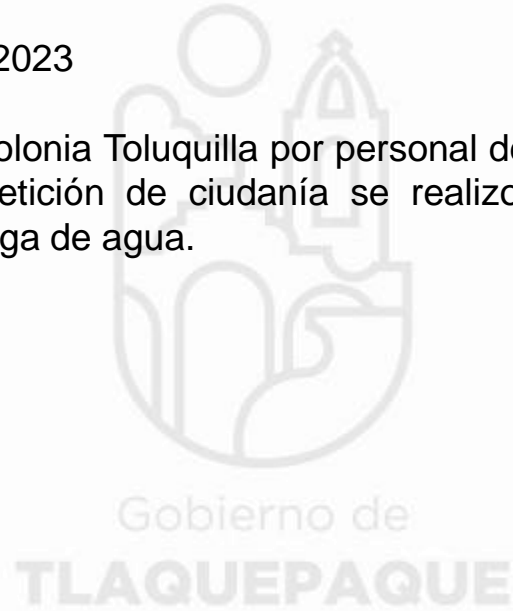 2023
olonia Toluquilla por personal de
etición de ciudanía se realizo
ga de agua.
Gobierno de
TLAQUEPAQUE